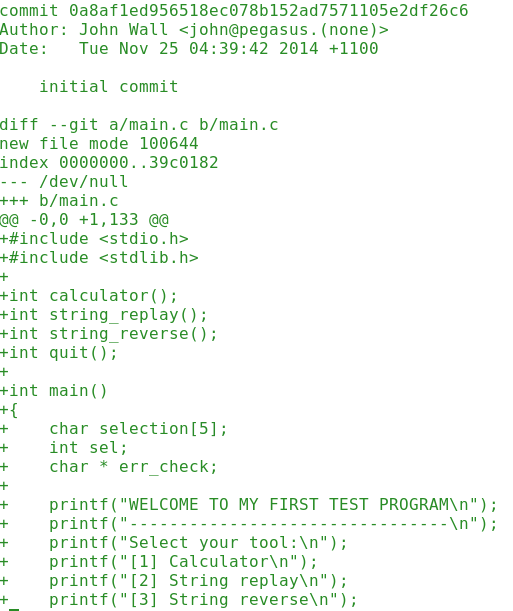 commit 0a8af1ed956518ec078b152ad7571105e2df26c6
Author: John Wall <john@pegasus.(none)>
Date:   Tue Nov 25 04:39:42 2014 +1100

    initial commit

diff --git a/main.c b/main.c
new file mode 100644
index 0000000..39c0182
--- /dev/null
+++ b/main.c
@@ -0,0 +1,133 @@
+#include <stdio.h>
+#include <stdlib.h>
+
+int calculator();
+int string_replay();
+int string_reverse();
+int quit();
+
+int main()
+{
+    char selection[5];
+    int sel;
+    char * err_check;
+
+    printf("WELCOME TO MY FIRST TEST PROGRAM\n");
+    printf("--------------------------------\n");
+    printf("Select your tool:\n");
+    printf("[1] Calculator\n");
+    printf("[2] String replay\n");
+    printf("[3] String reverse\n");